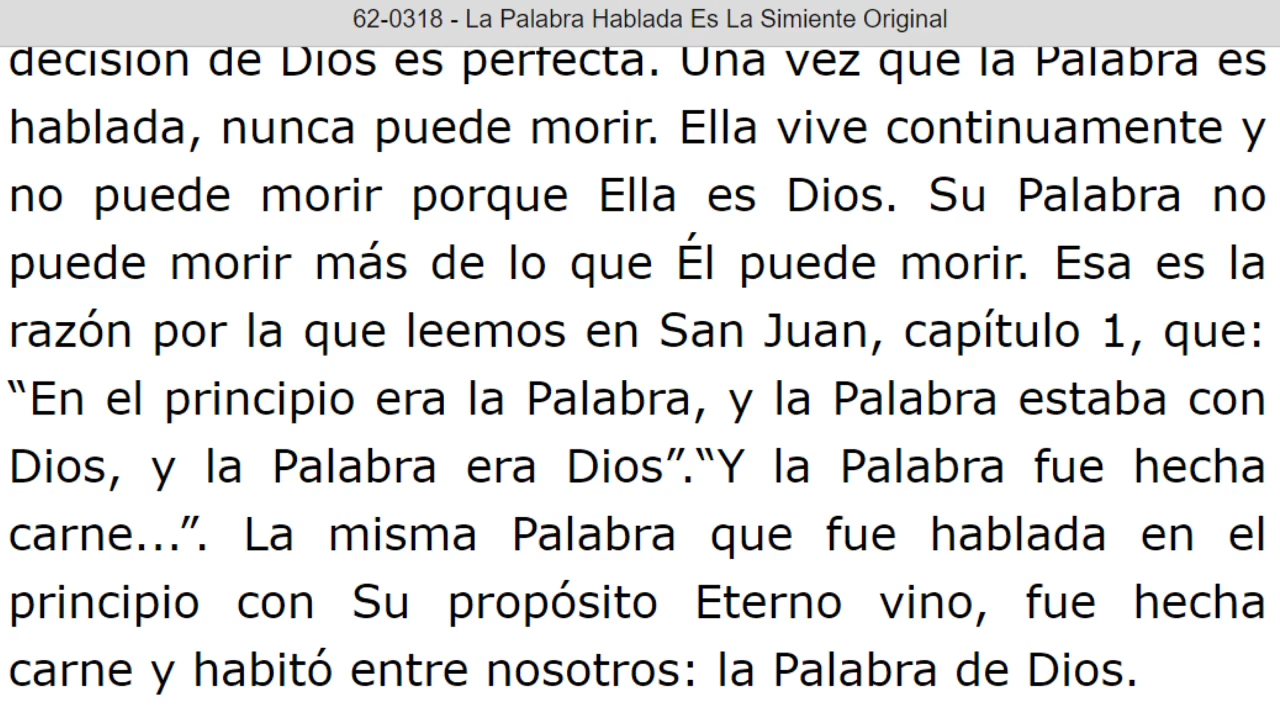 62-0318 - La Palabra Hablada Es La Simiente Original
decisión de Dios es perfecta. Una vez que la Palabra es
hablada, nunca puede morir. Ella vive continuamente y
no puede morir porque Ella es Dios. Su Palabra no
puede morir más de lo que Él puede morir. Esa es la
razón por la que leemos en San Juan, capítulo 1, que:
“En el principio era la Palabra, y la Palabra estaba con
Dios, y la Palabra era Dios”.“Y la Palabra fue hecha
carne...”. La misma Palabra que fue hablada en el
principio con Su propósito Eterno vino, fue hecha
carne y habitó entre nosotros: la Palabra de Dios.